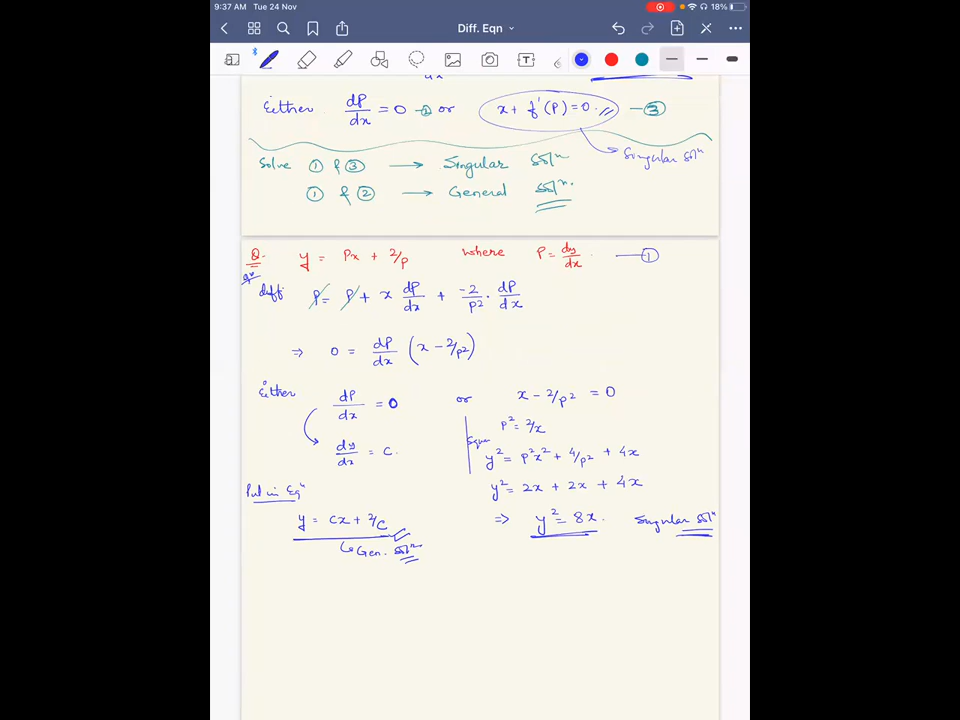 9:37 AM Tue 24 Nov 18%
Diff. Eqn
Either dP/dx = 0 -② or x + f'(P) = 0 -③
Singular solⁿ
Solve ① & ③ → Singular solⁿ
① & ② → General solⁿ.
Q. y = Px + 2/p where P = dy/dx. -①
diff. P = P + x dP/dx + -2/P² · dP/dx
⇒ 0 = dP/dx (x - 2/p²)
Either dP/dx = 0 or x - 2/p² = 0
p² = 2/x
dy/dx = C.
y² = p²x² + 4/p² + 4x
y² = 2x + 2x + 4x
Put in Eqⁿ
y = cx + 2/C
⇒ y² = 8x. Singular solⁿ
↳ Gen. solⁿ